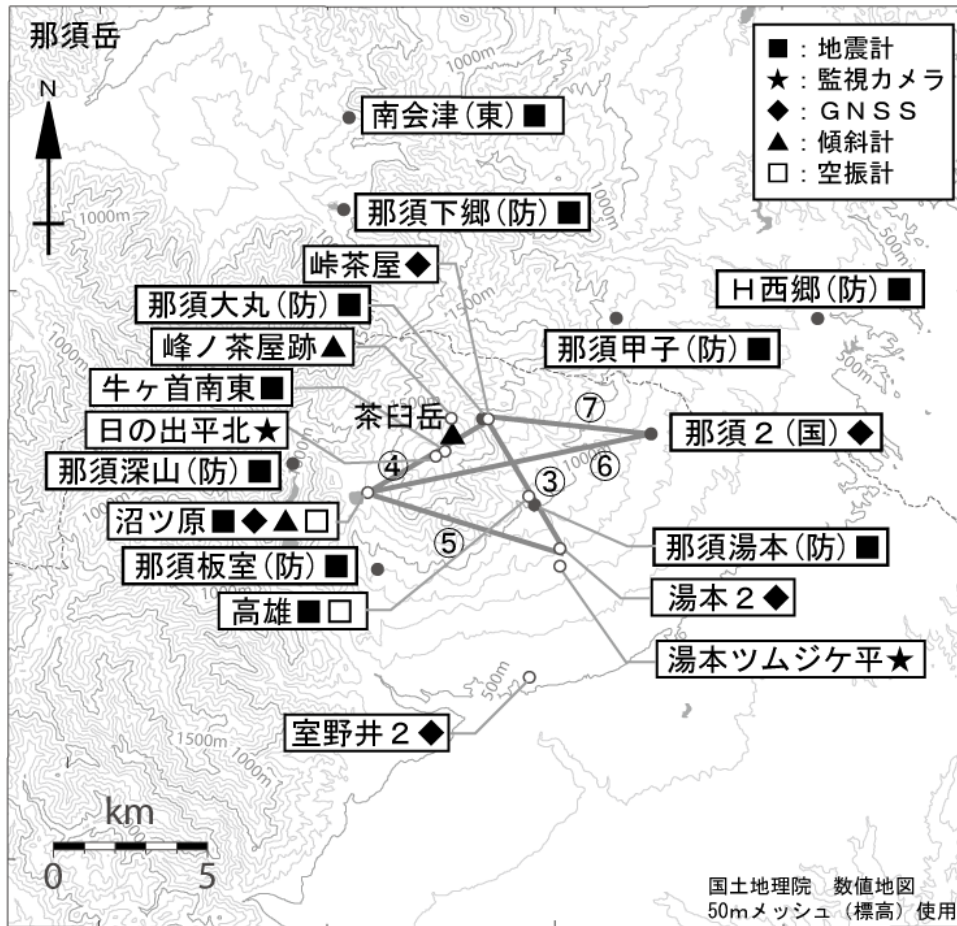 那須岳
N
■：地震計
★：監視カメラ
◆：ＧＮＳＳ
▲：傾斜計
□：空振計
1000m
南会津(東)■
1000m
那須下郷(防)■
500m
峠茶屋◆
Ｈ西郷(防)■
那須大丸(防)■
1500m
峰ノ茶屋跡▲
那須甲子(防)■
500m
1000m
牛ヶ首南東■
1500m
⑦
茶臼岳
日の出平北★
那須２(国)◆
那須深山(防)■
④
⑥
1000m
③
沼ツ原■◆▲□
⑤
那須湯本(防)■
那須板室(防)■
1000m
高雄■□
湯本２◆
湯本ツムジケ平★
500m
室野井２◆
1500m
1000m
km
0
5
国土地理院　数値地図
50mメッシュ（標高）使用